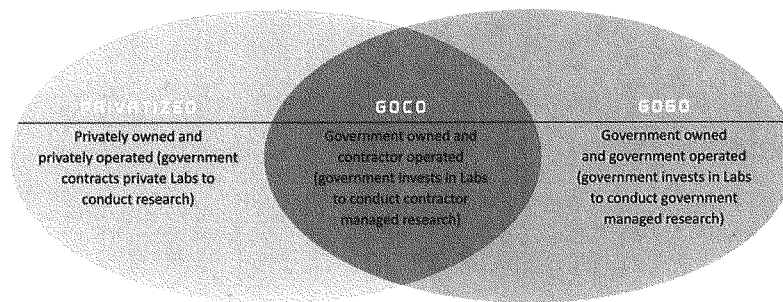 PRIVATIZED
GOCO
GOGO
Privately owned and
privately operated (government
contracts private Labs to
conduct research)
Government owned and
contractor operated
(government invests in Labs
to conduct contractor
managed research)
Government owned
and government operated
(government invests in Labs
to conduct government
managed research)